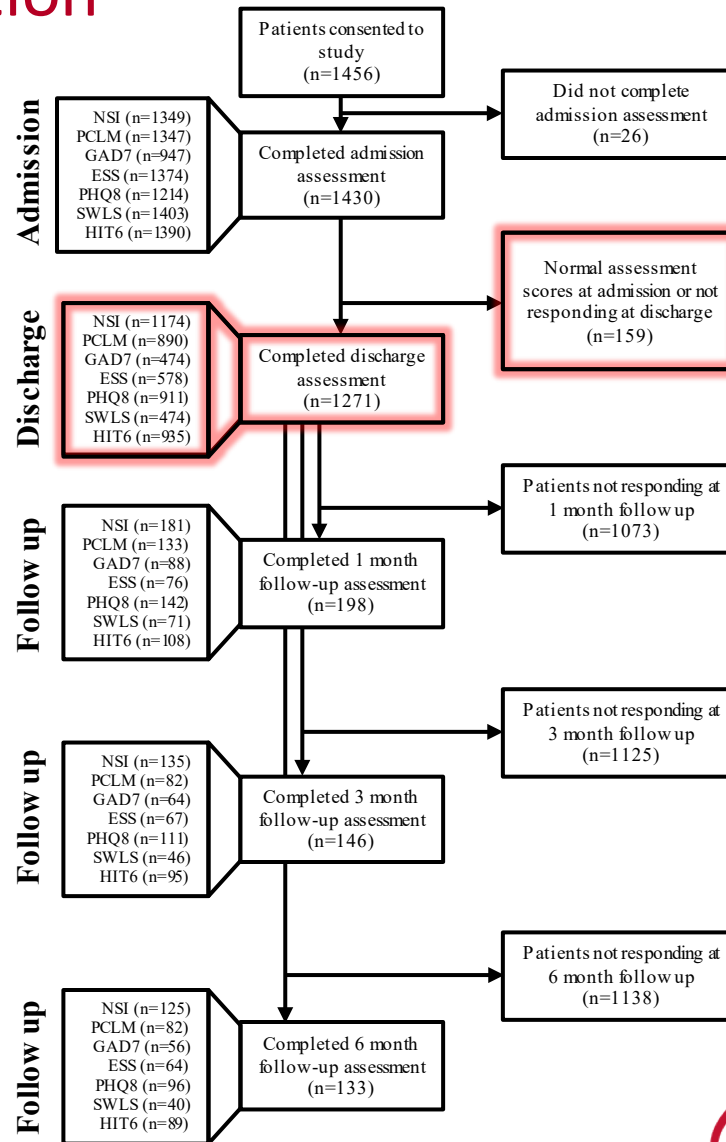 Patients consented to
study
(n=1456)
Did not complete
admission assessment
(n=26)
Admission
NSI (n=1349)
PCLM (n=1347)
GAD7 (n=947)
ESS (n=1374)
PHQ8 (n=1214)
SWLS (n=1403)
HIT6 (n=1390)
Completed admission
assessment
(n=1430)
Normal assessment
scores at admission or not
responding at discharge
(n=159)
Discharge
NSI (n=1174)
PCLM (n=890)
GAD7 (n=474)
ESS (n=578)
PHQ8 (n=911)
SWLS (n=474)
HIT6 (n=935)
Completed discharge
assessment
(n=1271)
Patients not responding at
1 month follow up
(n=1073)
Follow up
NSI (n=181)
PCLM (n=133)
GAD7 (n=88)
ESS (n=76)
PHQ8 (n=142)
SWLS (n=71)
HIT6 (n=108)
Completed 1 month
follow-up assessment
(n=198)
Patients not responding at
3 month follow up
(n=1125)
Follow up
NSI (n=135)
PCLM (n=82)
GAD7 (n=64)
ESS (n=67)
PHQ8 (n=111)
SWLS (n=46)
HIT6 (n=95)
Completed 3 month
follow-up assessment
(n=146)
Patients not responding at
6 month follow up
(n=1138)
Follow up
NSI (n=125)
PCLM (n=82)
GAD7 (n=56)
ESS (n=64)
PHQ8 (n=96)
SWLS (n=40)
HIT6 (n=89)
Completed 6 month
follow-up assessment
(n=133)